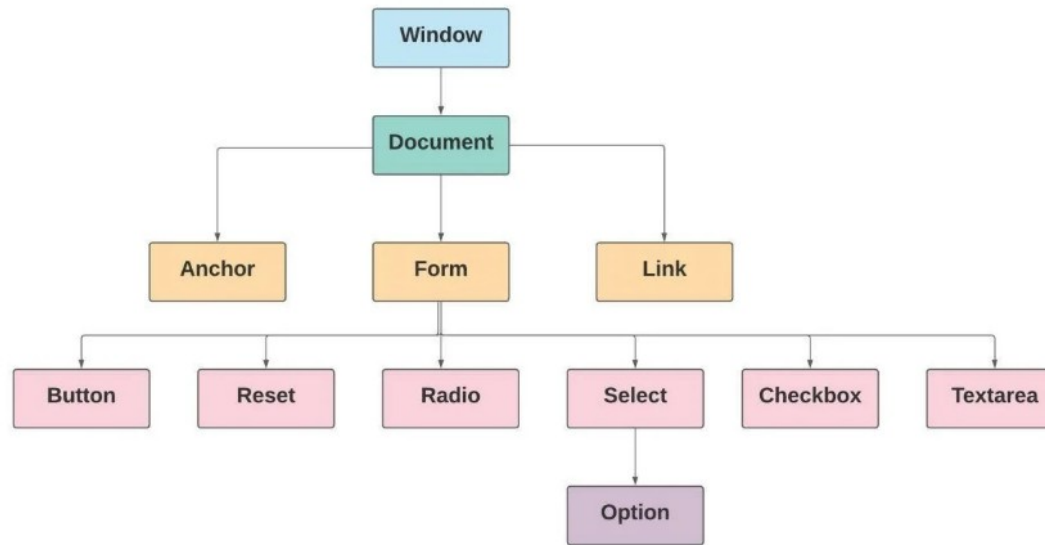 Window
Document
Anchor
Form
Link
Button
Reset
Radio
Select
Checkbox
Textarea
Option